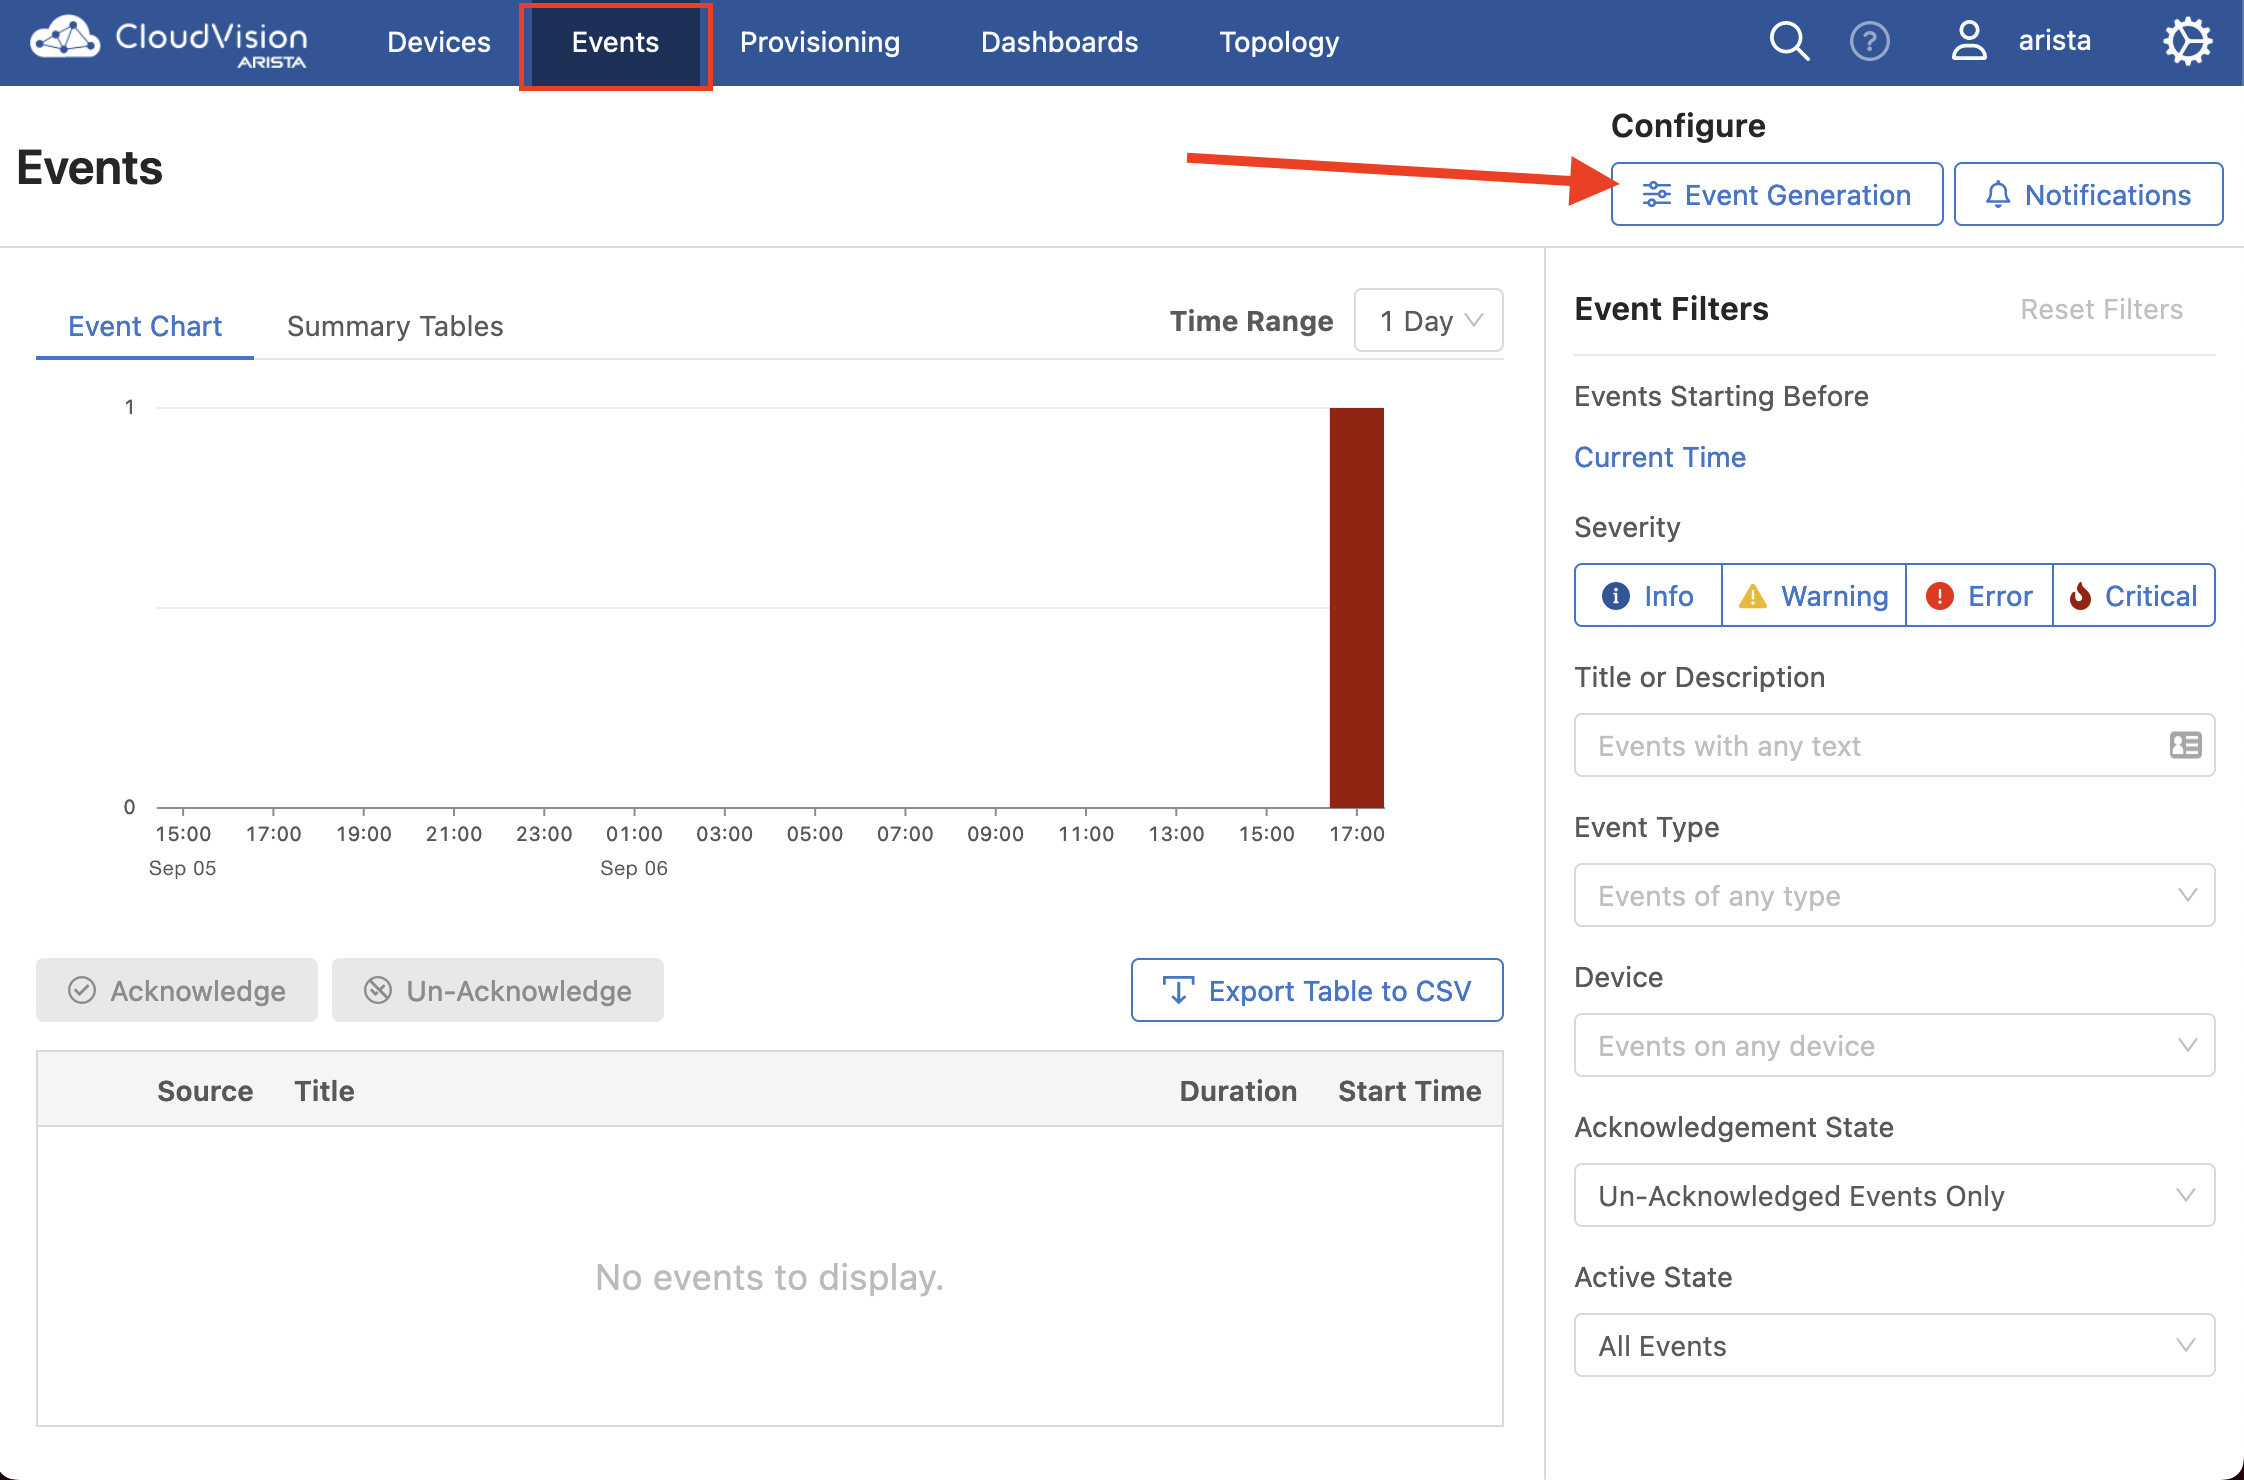 CloudVision
ARISTA
Devices
Events
Provisioning
Dashboards
Topology
?
arista
Events
Configure
Event Generation
Notifications
Event Chart
Summary Tables
Time Range
1 Day
1
0
15:00 17:00 19:00 21:00 23:00 01:00 03:00 05:00 07:00 09:00 11:00 13:00 15:00 17:00
Sep 05 Sep 06
Acknowledge
Un-Acknowledge
Export Table to CSV
Source Title Duration Start Time
No events to display.
Event Filters
Reset Filters
Events Starting Before
Current Time
Severity
Info Warning Error Critical
Title or Description
Events with any text
Event Type
Events of any type
Device
Events on any device
Acknowledgement State
Un-Acknowledged Events Only
Active State
All Events